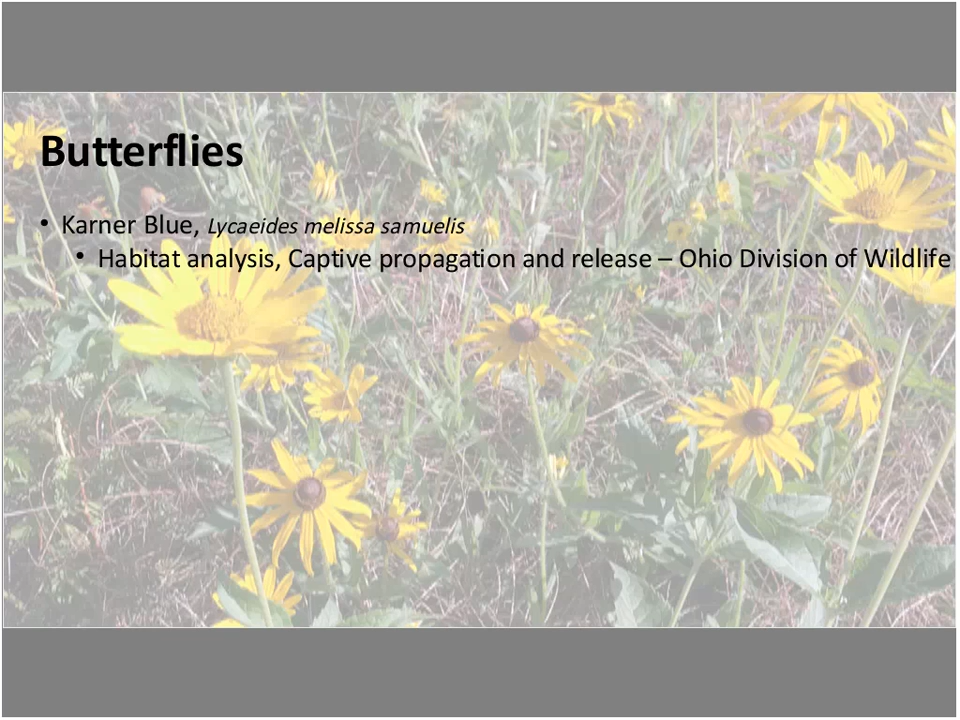 Butterflies
• Karner Blue, Lycaeides melissa samuelis
• Habitat analysis, Captive propagation and release – Ohio Division of Wildlife